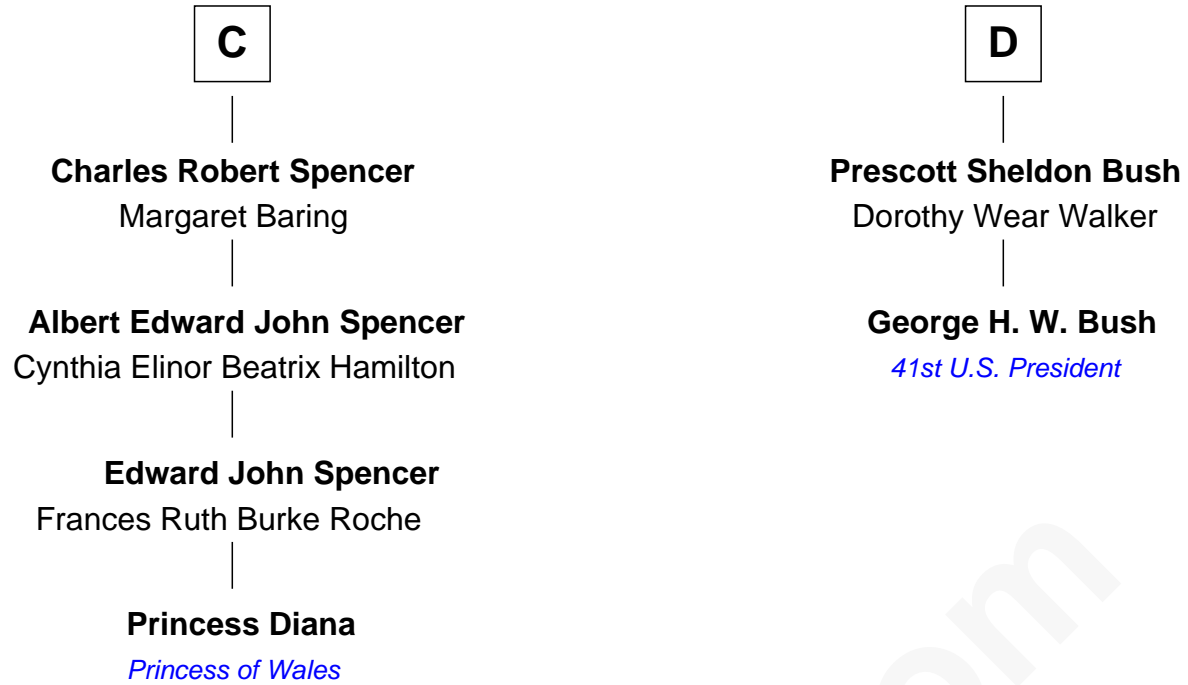 C
Charles Robert Spencer
Margaret Baring
Albert Edward John Spencer
Cynthia Elinor Beatrix Hamilton
Edward John Spencer
Frances Ruth Burke Roche
Princess Diana
Princess of Wales
D
Prescott Sheldon Bush
Dorothy Wear Walker
George H. W. Bush
41st U.S. President
om